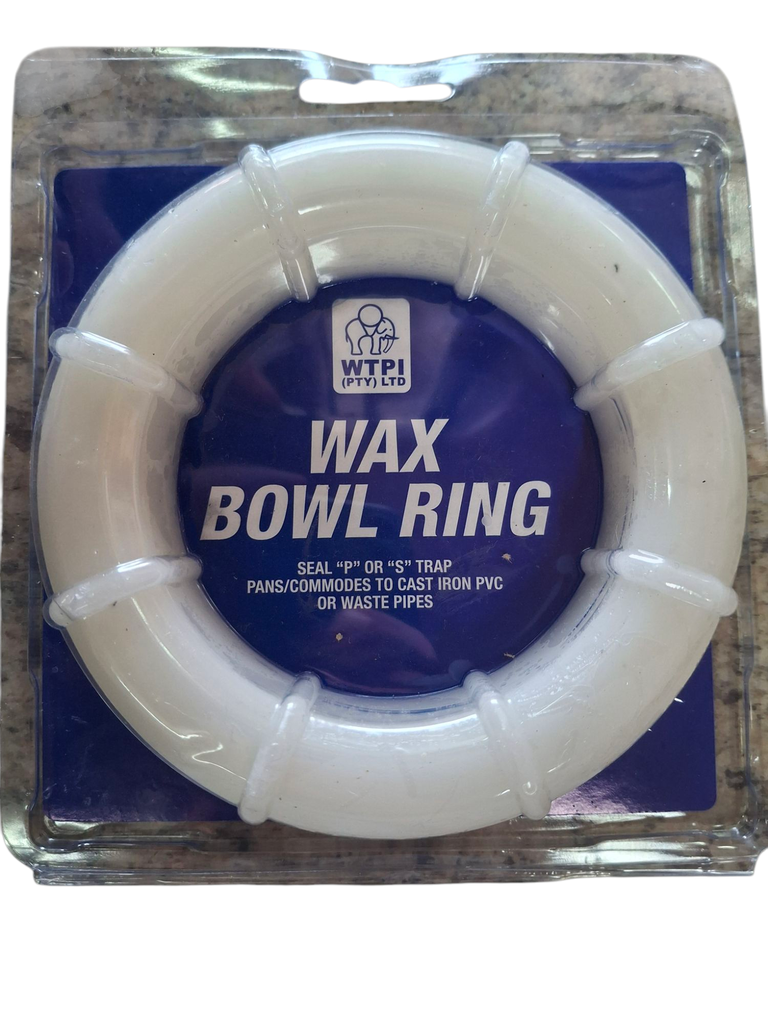 WTPI
(PTY) LTD
WAX
BOWL RING
SEAL “P” OR “S” TRAP
PANS/COMMODES TO CAST IRON PVC
OR WASTE PIPES